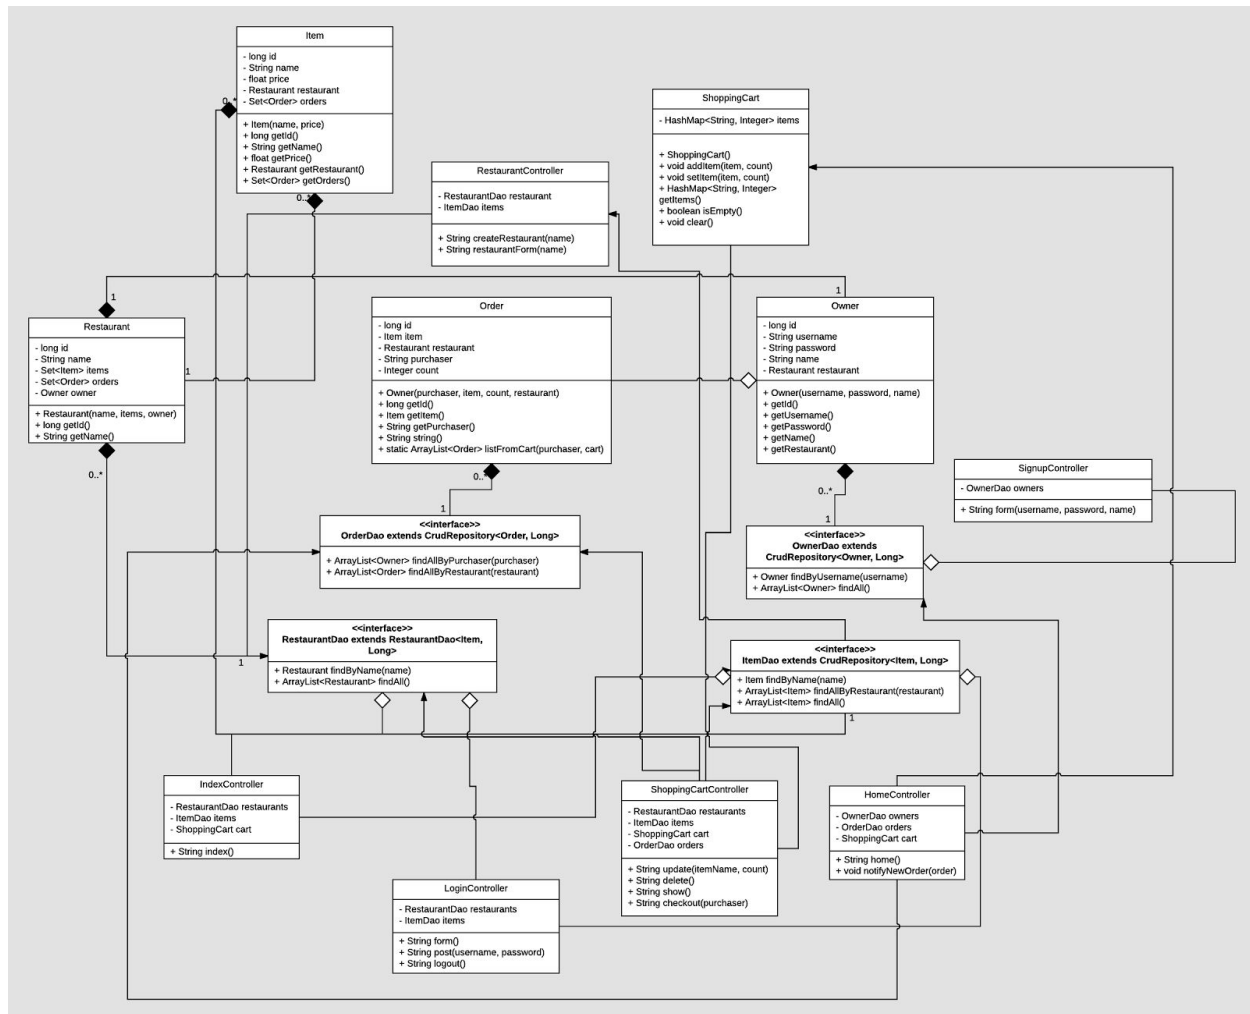 Item
- long id
- String name
- float price
- Restaurant restaurant
- Set<Order> orders
+ Item(name, price)
+ long getId()
+ String getName()
+ float getPrice()
+ Restaurant getRestaurant()
+ Set<Order> getOrders()
0..*
0..*
ShoppingCart
- HashMap<String, Integer> items
+ ShoppingCart()
+ void addItem(item, count)
+ void setItem(item, count)
+ HashMap<String, Integer>
getItems()
+ boolean isEmpty()
+ void clear()
RestaurantController
- RestaurantDao restaurant
- ItemDao items
+ String createRestaurant(name)
+ String restaurantForm(name)
1
1
Restaurant
- long id
- String name
- Set<Item> items
- Set<Order> orders
- Owner owner
+ Restaurant(name, items, owner)
+ long getId()
+ String getName()
1
0..*
Order
- long id
- Item item
- Restaurant restaurant
- String purchaser
- Integer count
+ Owner(purchaser, item, count, restaurant)
+ long getId()
+ Item getItem()
+ String getPurchaser()
+ String string()
+ static ArrayList<Order> listFromCart(purchaser, cart)
0..*
1
Owner
- long id
- String username
- String password
- String name
- Restaurant restaurant
+ Owner(username, password, name)
+ getId()
+ getUsername()
+ getPassword()
+ getName()
+ getRestaurant()
0..*
1
SignupController
- OwnerDao owners
+ String form(username, password, name)
<<interface>>
OrderDao extends CrudRepository<Order, Long>
+ ArrayList<Owner> findAllByPurchaser(purchaser)
+ ArrayList<Order> findAllByRestaurant(restaurant)
<<interface>>
OwnerDao extends
CrudRepository<Owner, Long>
+ Owner findByUsername(username)
+ ArrayList<Owner> findAll()
<<interface>>
RestaurantDao extends RestaurantDao<Item,
Long>
+ Restaurant findByName(name)
+ ArrayList<Restaurant> findAll()
1
<<interface>>
ItemDao extends CrudRepository<Item, Long>
+ Item findByName(name)
+ ArrayList<Item> findAllByRestaurant(restaurant)
+ ArrayList<Item> findAll()
1
IndexController
- RestaurantDao restaurants
- ItemDao items
- ShoppingCart cart
+ String index()
ShoppingCartController
- RestaurantDao restaurants
- ItemDao items
- ShoppingCart cart
- OrderDao orders
+ String update(itemName, count)
+ String delete()
+ String show()
+ String checkout(purchaser)
HomeController
- OwnerDao owners
- OrderDao orders
- ShoppingCart cart
+ String home()
+ void notifyNewOrder(order)
LoginController
- RestaurantDao restaurants
- ItemDao items
+ String form()
+ String post(username, password)
+ String logout()